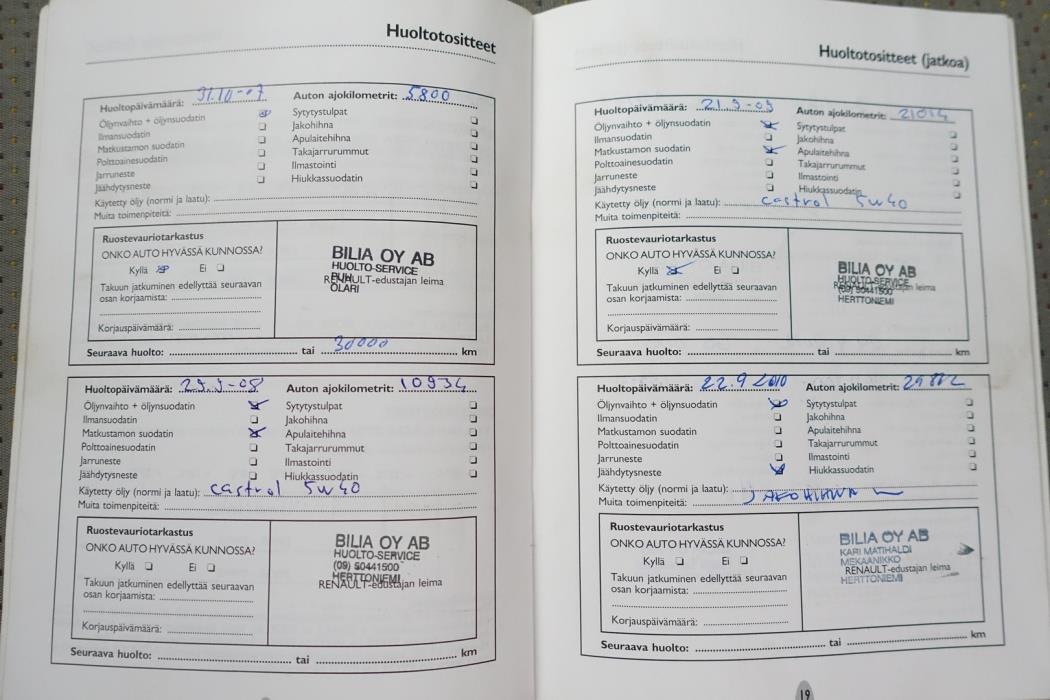 Huoltotositteet
Huoltopäivämäärä: 31.10-07 Auton ajokilometrit: 5800
Öljynvaihto + öljynsuodatin Sytytystulpat
Ilmansuodatin Jakohihna
Matkustamon suodatin Apulaitehihna
Polttoainesuodatin Takajarrurummut
Jarruneste Ilmastointi
Jäähdytysneste Hiukkassuodatin
Käytetty öljy (normi ja laatu):
Muita toimenpiteitä:
Ruostevauriotarkastus
ONKO AUTO HYVÄSSÄ KUNNOSSA?
Kyllä Ei
Takuun jatkuminen edellyttää seuraavan
osan korjaamista:
Korjauspäivämäärä:
BILIA OY AB
HUOLTO-SERVICE
RENAULT-edustajan leima
OLARI
Seuraava huolto: tai 30000 km
Huoltopäivämäärä: 29.9-08 Auton ajokilometrit: 10934
Öljynvaihto + öljynsuodatin Sytytystulpat
Ilmansuodatin Jakohihna
Matkustamon suodatin Apulaitehihna
Polttoainesuodatin Takajarrurummut
Jarruneste Ilmastointi
Jäähdytysneste Hiukkassuodatin
Käytetty öljy (normi ja laatu): castrol 5w40
Muita toimenpiteitä:
Ruostevauriotarkastus
ONKO AUTO HYVÄSSÄ KUNNOSSA?
Kyllä Ei
Takuun jatkuminen edellyttää seuraavan
osan korjaamista:
Korjauspäivämäärä:
BILIA OY AB
HUOLTO-SERVICE
(09) 50441500
HERTTONIEMI
RENAULT-edustajan leima
Seuraava huolto: tai km
Huoltotositteet (jatkoa)
Huoltopäivämäärä: 21.9-09 Auton ajokilometrit: 21014
Öljynvaihto + öljynsuodatin Sytytystulpat
Ilmansuodatin Jakohihna
Matkustamon suodatin Apulaitehihna
Polttoainesuodatin Takajarrurummut
Jarruneste Ilmastointi
Jäähdytysneste Hiukkassuodatin
Käytetty öljy (normi ja laatu): castrol 5w40
Muita toimenpiteitä:
Ruostevauriotarkastus
ONKO AUTO HYVÄSSÄ KUNNOSSA?
Kyllä Ei
Takuun jatkuminen edellyttää seuraavan
osan korjaamista:
Korjauspäivämäärä:
BILIA OY AB
HUOLTO-SERVICE
RENAULT-edustajan leima
(09) 50441500
HERTTONIEMI
Seuraava huolto: tai km
Huoltopäivämäärä: 22.9 2010 Auton ajokilometrit:
Öljynvaihto + öljynsuodatin Sytytystulpat
Ilmansuodatin Jakohihna
Matkustamon suodatin Apulaitehihna
Polttoainesuodatin Takajarrurummut
Jarruneste Ilmastointi
Jäähdytysneste Hiukkassuodatin
Käytetty öljy (normi ja laatu):
Muita toimenpiteitä: JAKOHIHNA
Ruostevauriotarkastus
ONKO AUTO HYVÄSSÄ KUNNOSSA?
Kyllä Ei
Takuun jatkuminen edellyttää seuraavan
osan korjaamista:
Korjauspäivämäärä:
BILIA OY AB
KARI MATIHALDI
MEKAANIKKO
RENAULT-edustajan leima
HERTTONIEMI
Seuraava huolto: tai km
19